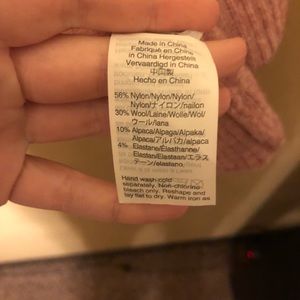 Made in China
Fabriqué en Chine
in China Hergestellt
Vervaardigd in China
中国製
Hecho en China
56% Nylon/Nylon/Nylon/
Nylon/ナイロン/nailon
30% Wool/Laine/Wolle/Wol/
ウール/lana
10% Alpaca/Alpaga/Alpaka/
Alpaca/アルパカ/alpaca
4% Elastane/Élasthanne/
Elastan/Elastaan/エラス
テーン/elastano
Hand wash cold
separately. Non-chlorine
bleach only. Reshape and
lay flat to dry. Warm iron as